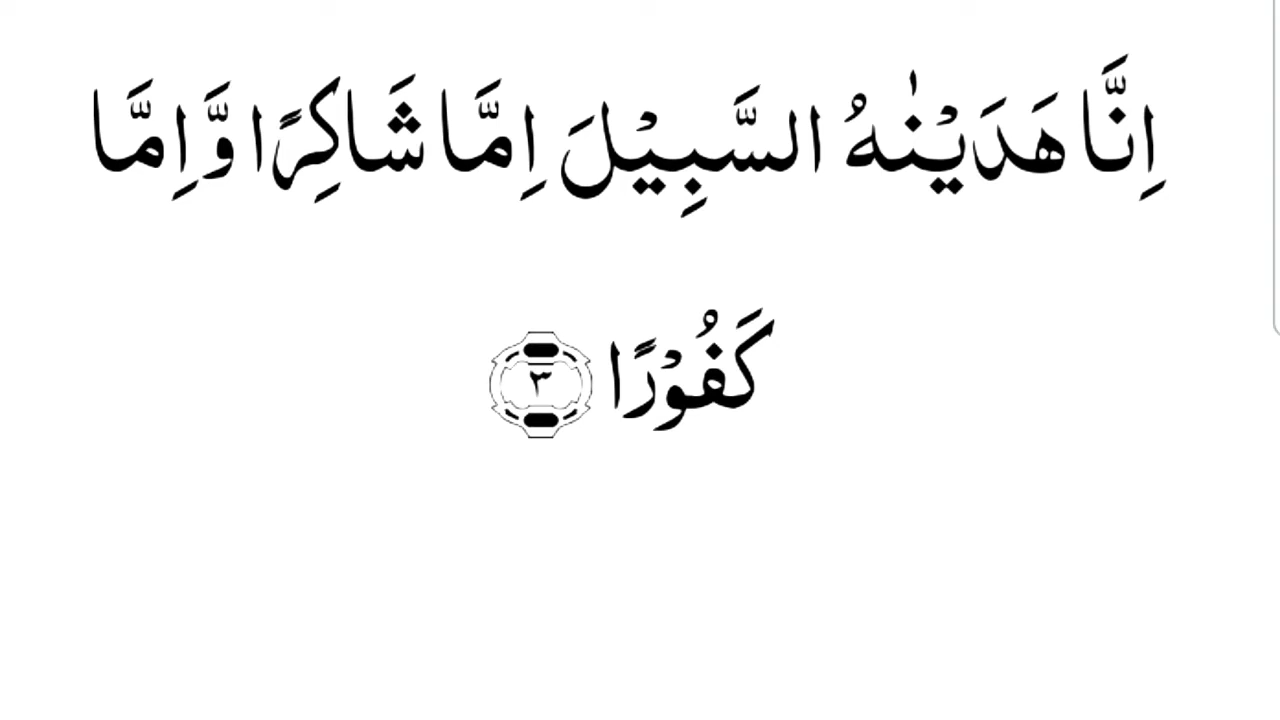 اِنَّا هَدَيْنٰهُ السَّبِيْلَ اِمَّا شَاكِرًا وَّاِمَّا
كَفُوْرًا ٣